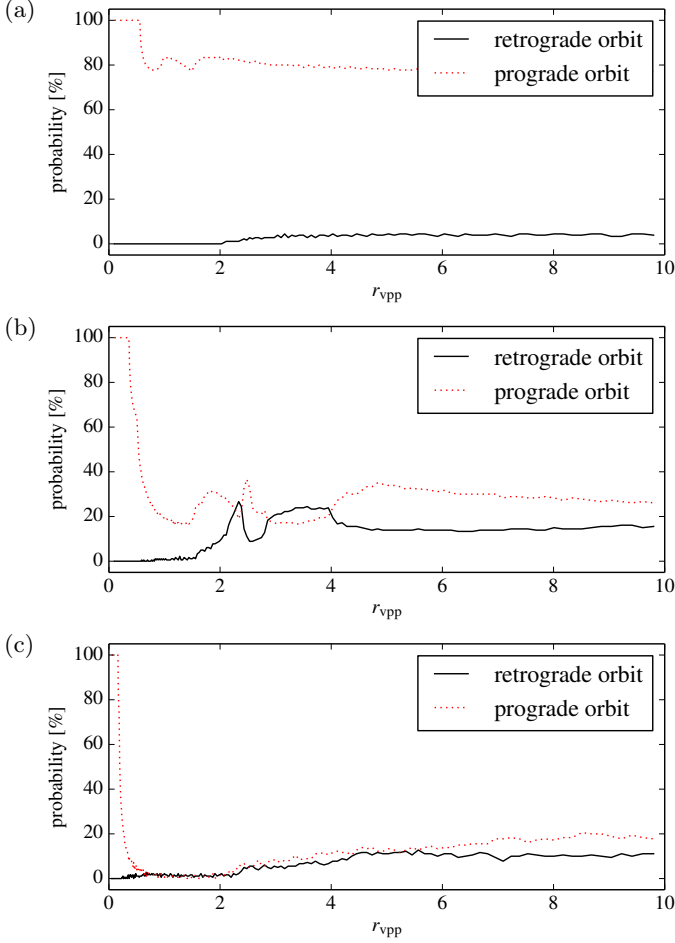 (a)
100
80
60
40
20
0
probability [%]
retrograde orbit
prograde orbit
0 2 4 6 8 10
r_vpp
(b)
100
80
60
40
20
0
probability [%]
retrograde orbit
prograde orbit
0 2 4 6 8 10
r_vpp
(c)
100
80
60
40
20
0
probability [%]
retrograde orbit
prograde orbit
0 2 4 6 8 10
r_vpp